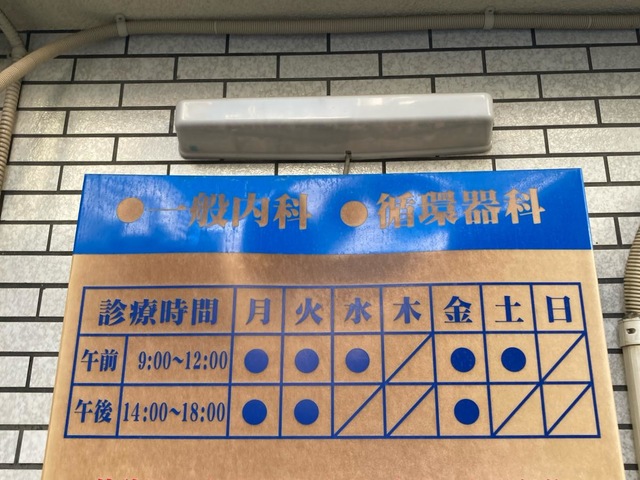 ●一般内科 ●循環器科
診療時間 月 火 水 木 金 土 日
午前 9:00~12:00 ● ● ● ／ ● ● ／
午後 14:00~18:00 ● ● ／ ／ ● ／ ／